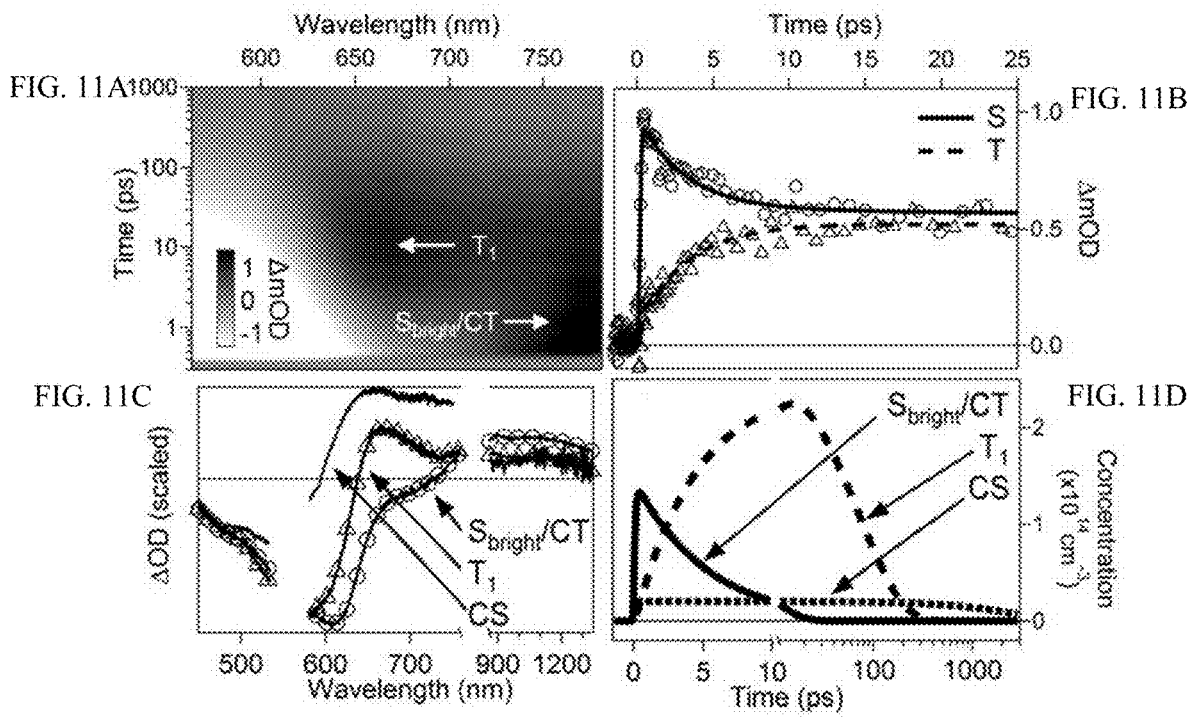 Wavelength (nm)
600 650 700 750
FIG. 11A
1000
100
10
1
Time (ps)
1
0
-1
ΔmOD
T1
Sbright/CT
Time (ps)
0 5 10 15 20 25
FIG. 11B
S
T
1.0
0.5
0.0
ΔmOD
FIG. 11C
ΔOD (scaled)
Sbright/CT
T1
CS
500 600 700 900 1200
Wavelength (nm)
FIG. 11D
Sbright/CT
T1
CS
2
1
0
Concentration
0 5 10 100 1000
Time (ps)